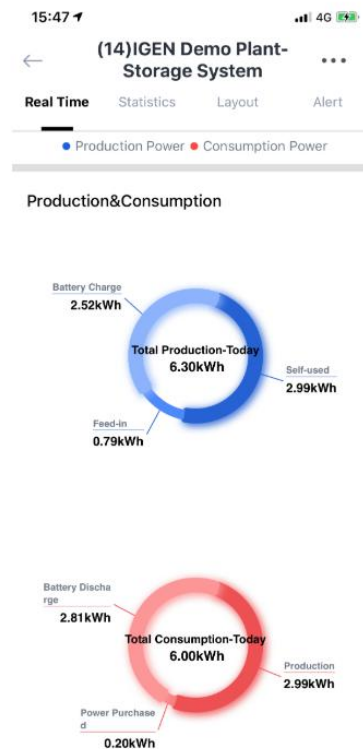 15:47
4G
(14)IGEN Demo Plant-
Storage System
Real Time Statistics Layout Alert
Production Power Consumption Power
Production&Consumption
Battery Charge
2.52kWh
Total Production-Today
6.30kWh
Self-used
2.99kWh
Feed-in
0.79kWh
Battery Discha
rge
2.81kWh
Total Consumption-Today
6.00kWh
Production
2.99kWh
Power Purchase
d
0.20kWh